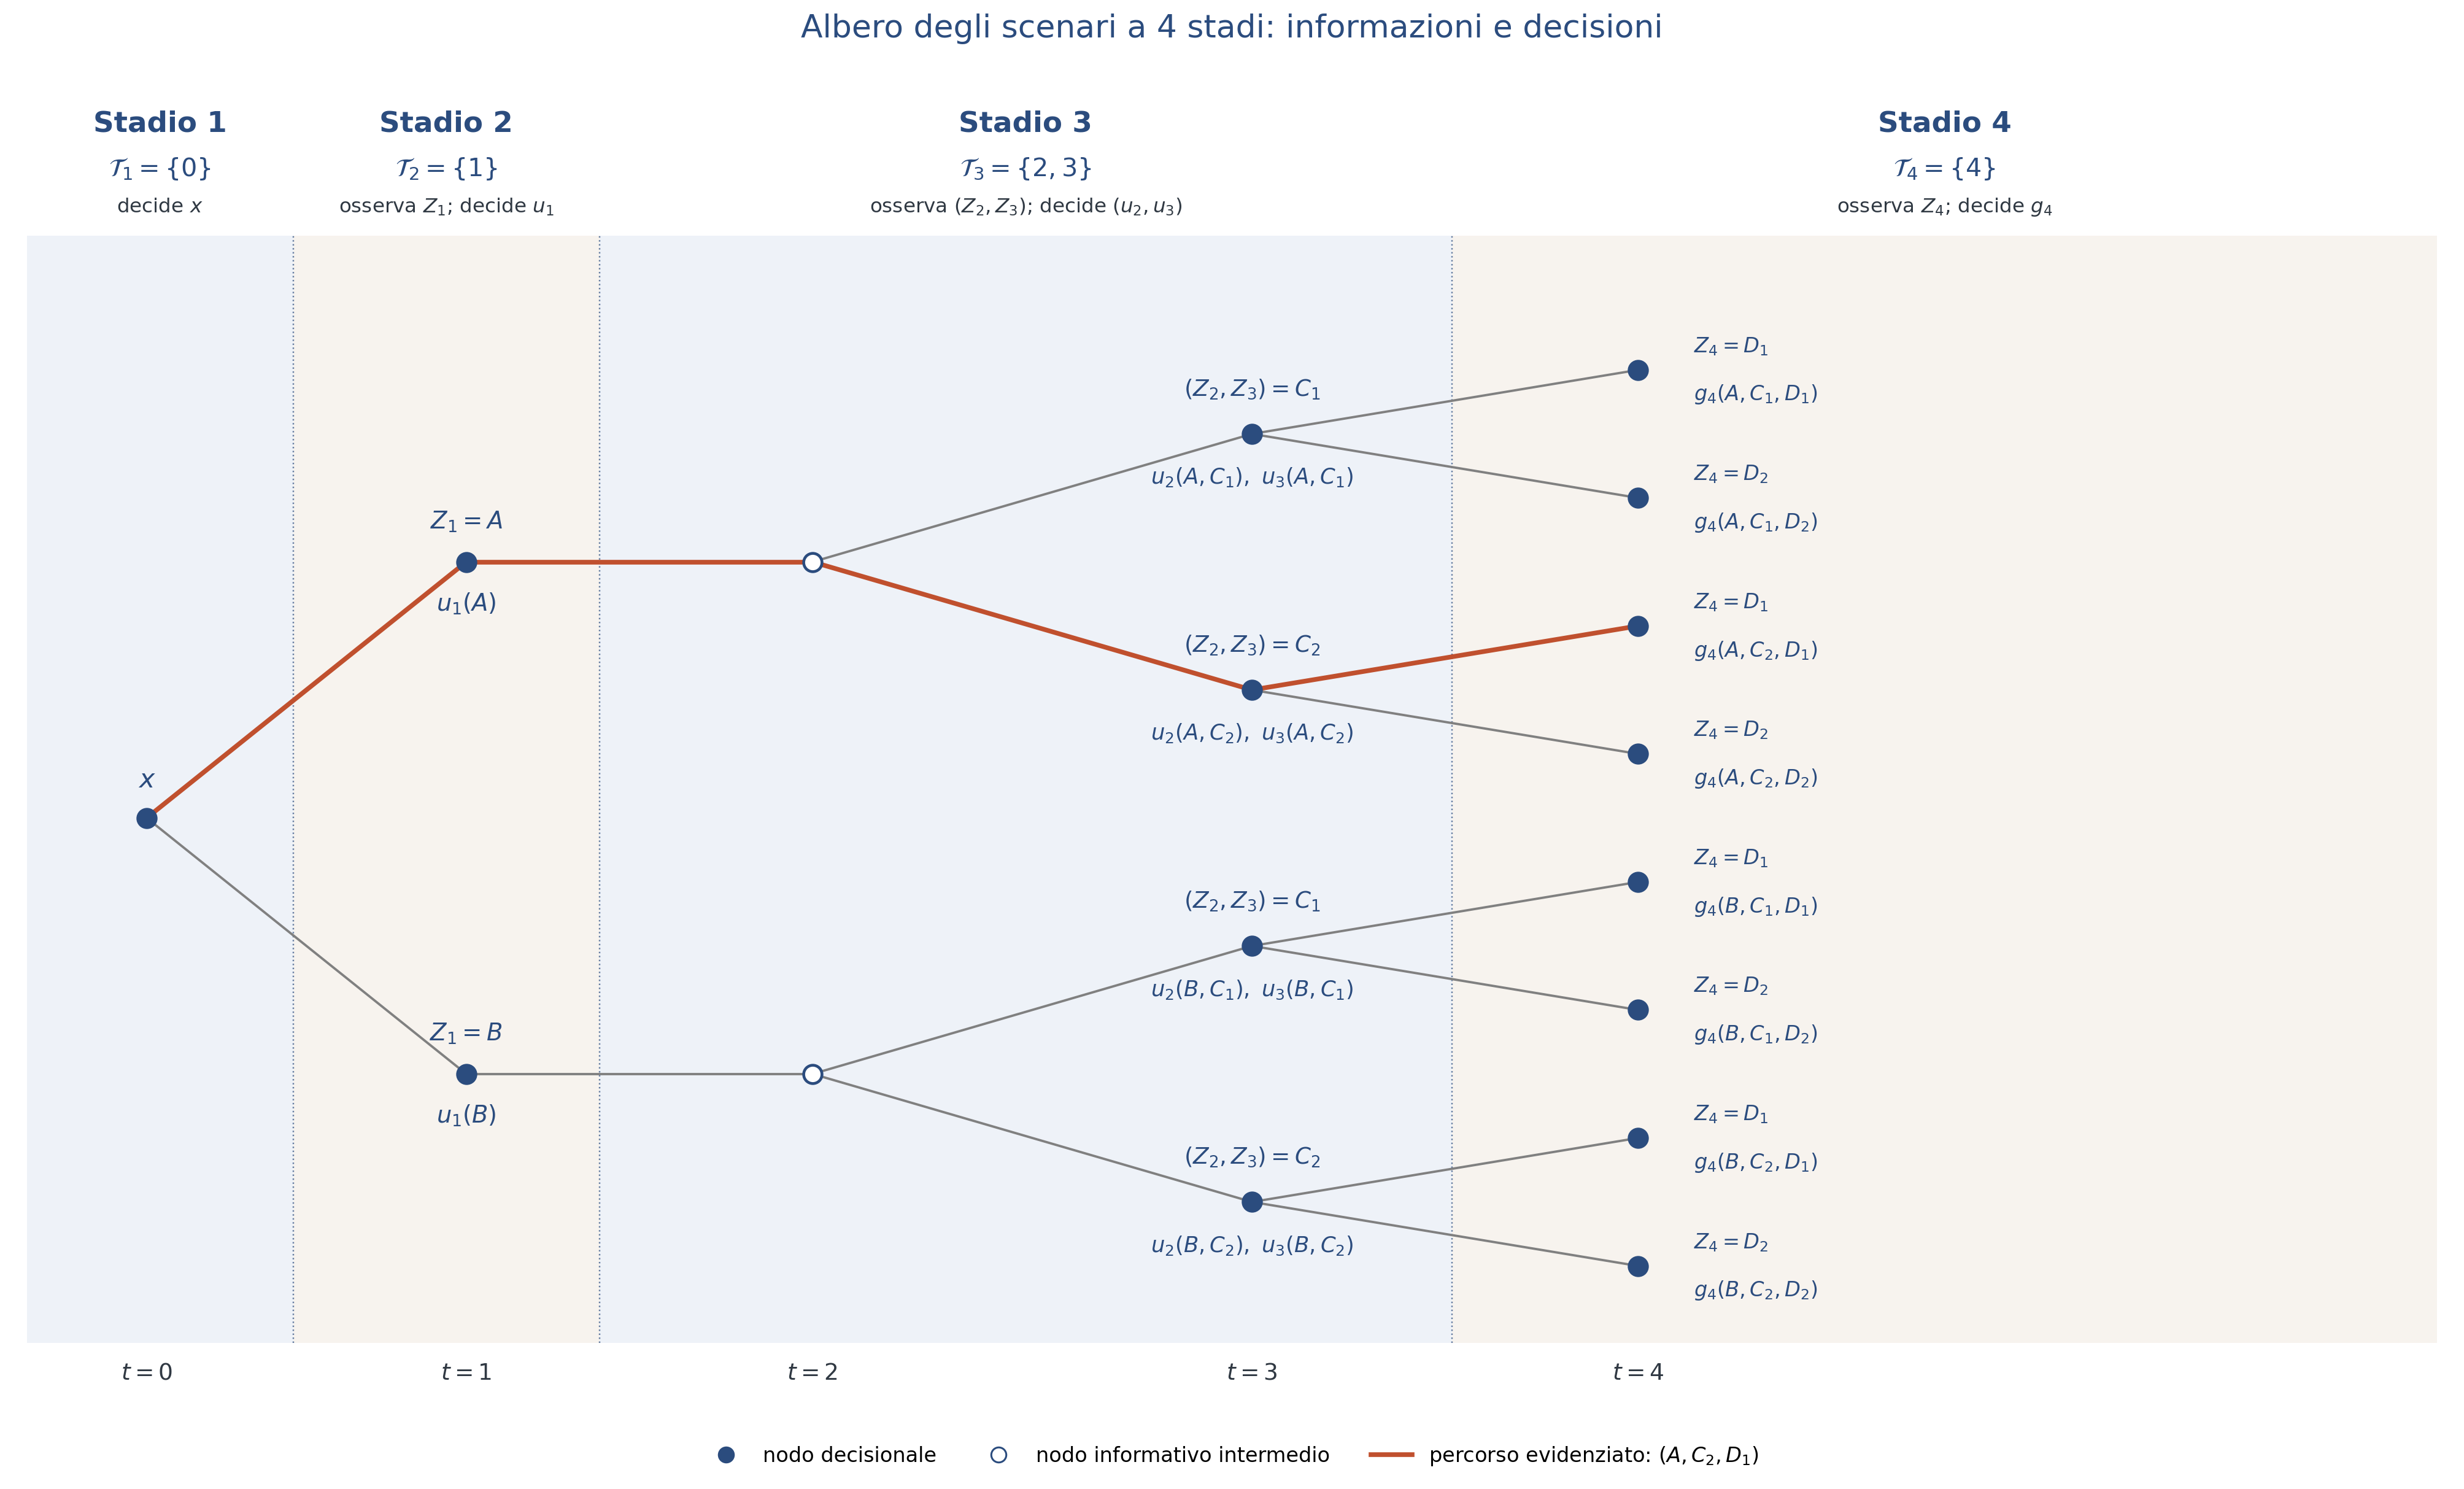 Albero degli scenari a 4 stadi: informazioni e decisioni
Stadio 1
𝒯₁ = {0}
decide x
Stadio 2
𝒯₂ = {1}
osserva Z₁; decide u₁
Stadio 3
𝒯₃ = {2, 3}
osserva (Z₂, Z₃); decide (u₂, u₃)
Stadio 4
𝒯₄ = {4}
osserva Z₄; decide g₄
x
Z₁ = A
u₁(A)
Z₁ = B
u₁(B)
(Z₂, Z₃) = C₁
u₂(A, C₁), u₃(A, C₁)
(Z₂, Z₃) = C₂
u₂(A, C₂), u₃(A, C₂)
(Z₂, Z₃) = C₁
u₂(B, C₁), u₃(B, C₁)
(Z₂, Z₃) = C₂
u₂(B, C₂), u₃(B, C₂)
Z₄ = D₁
g₄(A, C₁, D₁)
Z₄ = D₂
g₄(A, C₁, D₂)
Z₄ = D₁
g₄(A, C₂, D₁)
Z₄ = D₂
g₄(A, C₂, D₂)
Z₄ = D₁
g₄(B, C₁, D₁)
Z₄ = D₂
g₄(B, C₁, D₂)
Z₄ = D₁
g₄(B, C₂, D₁)
Z₄ = D₂
g₄(B, C₂, D₂)
t = 0
t = 1
t = 2
t = 3
t = 4
nodo decisionale
nodo informativo intermedio
percorso evidenziato: (A, C₂, D₁)